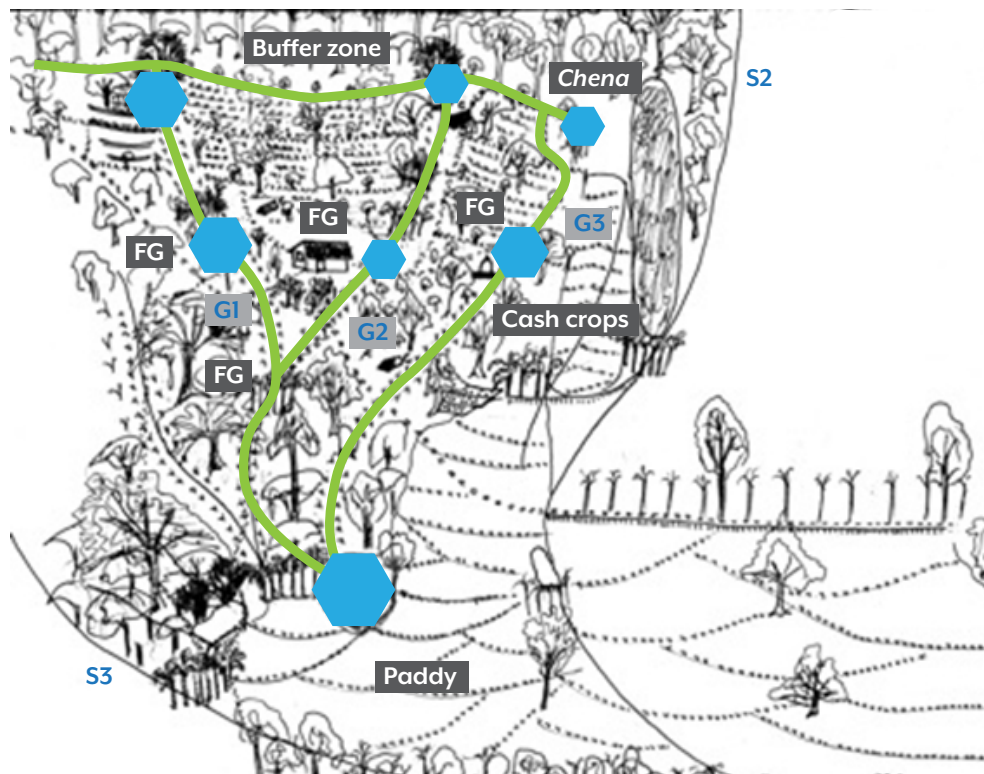 Buffer zone
Chena
S2
FG
FG
G3
FG
G1
Cash crops
G2
FG
S3
Paddy